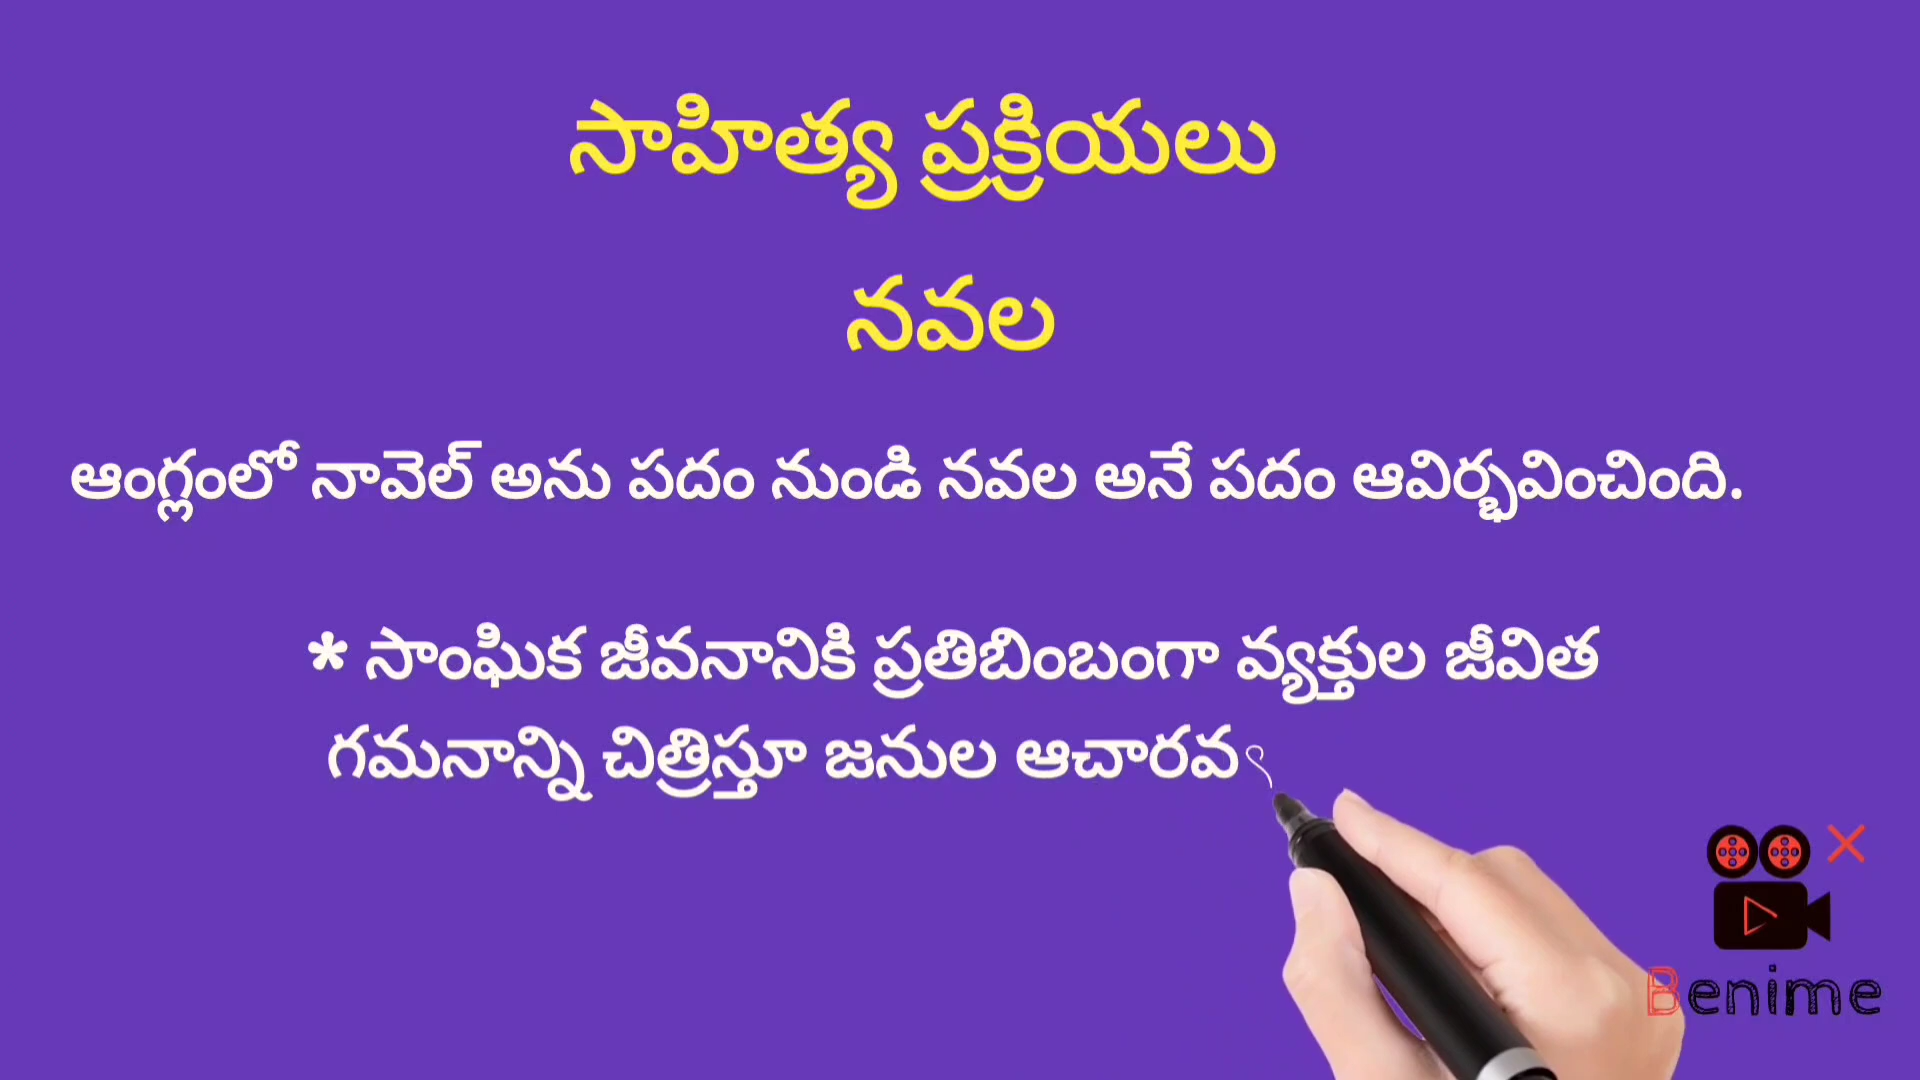 సాహిత్య ప్రక్రియలు
నవల
ఆంగ్లంలో నావెల్ అను పదం నుండి నవల అనే పదం ఆవిర్భవించింది.
* సాంఘిక జీవనానికి ప్రతిబింబంగా వ్యక్తుల జీవిత
గమనాన్ని చిత్రిస్తూ జనుల ఆచారవ
Benime